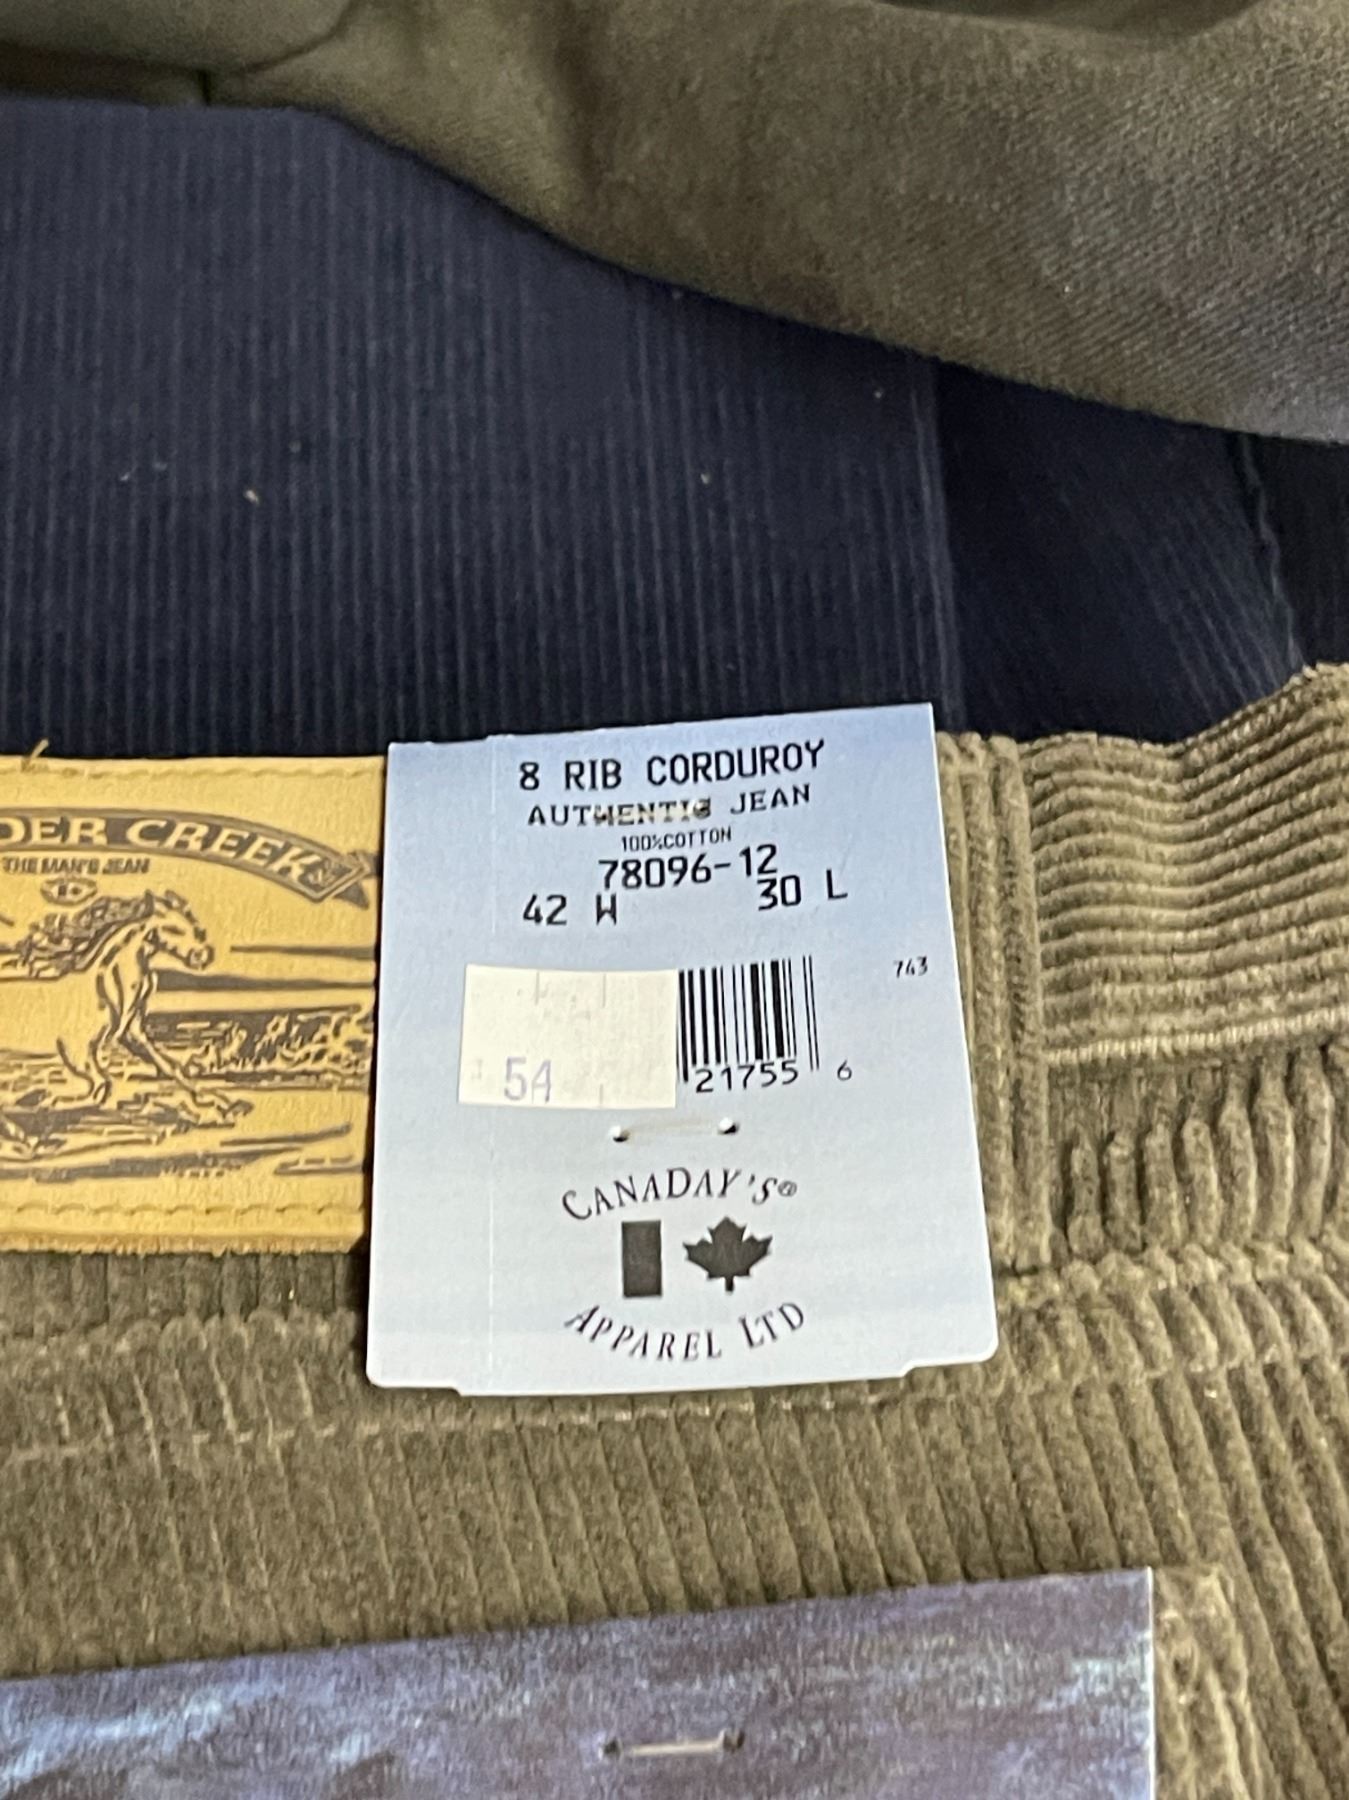 8 RIB CORDUROY
AUTHENTIC JEAN
100%COTTON
78096-12
42 W 30 L
763
54
21755 6
CANADAY'S®
APPAREL LTD
DER CREEK
THE MAN'S JEAN